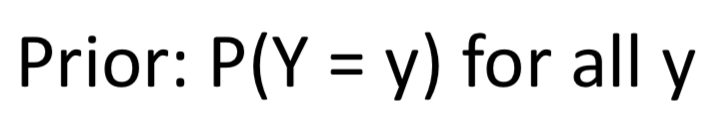 Prior: P(Y = y) for all y